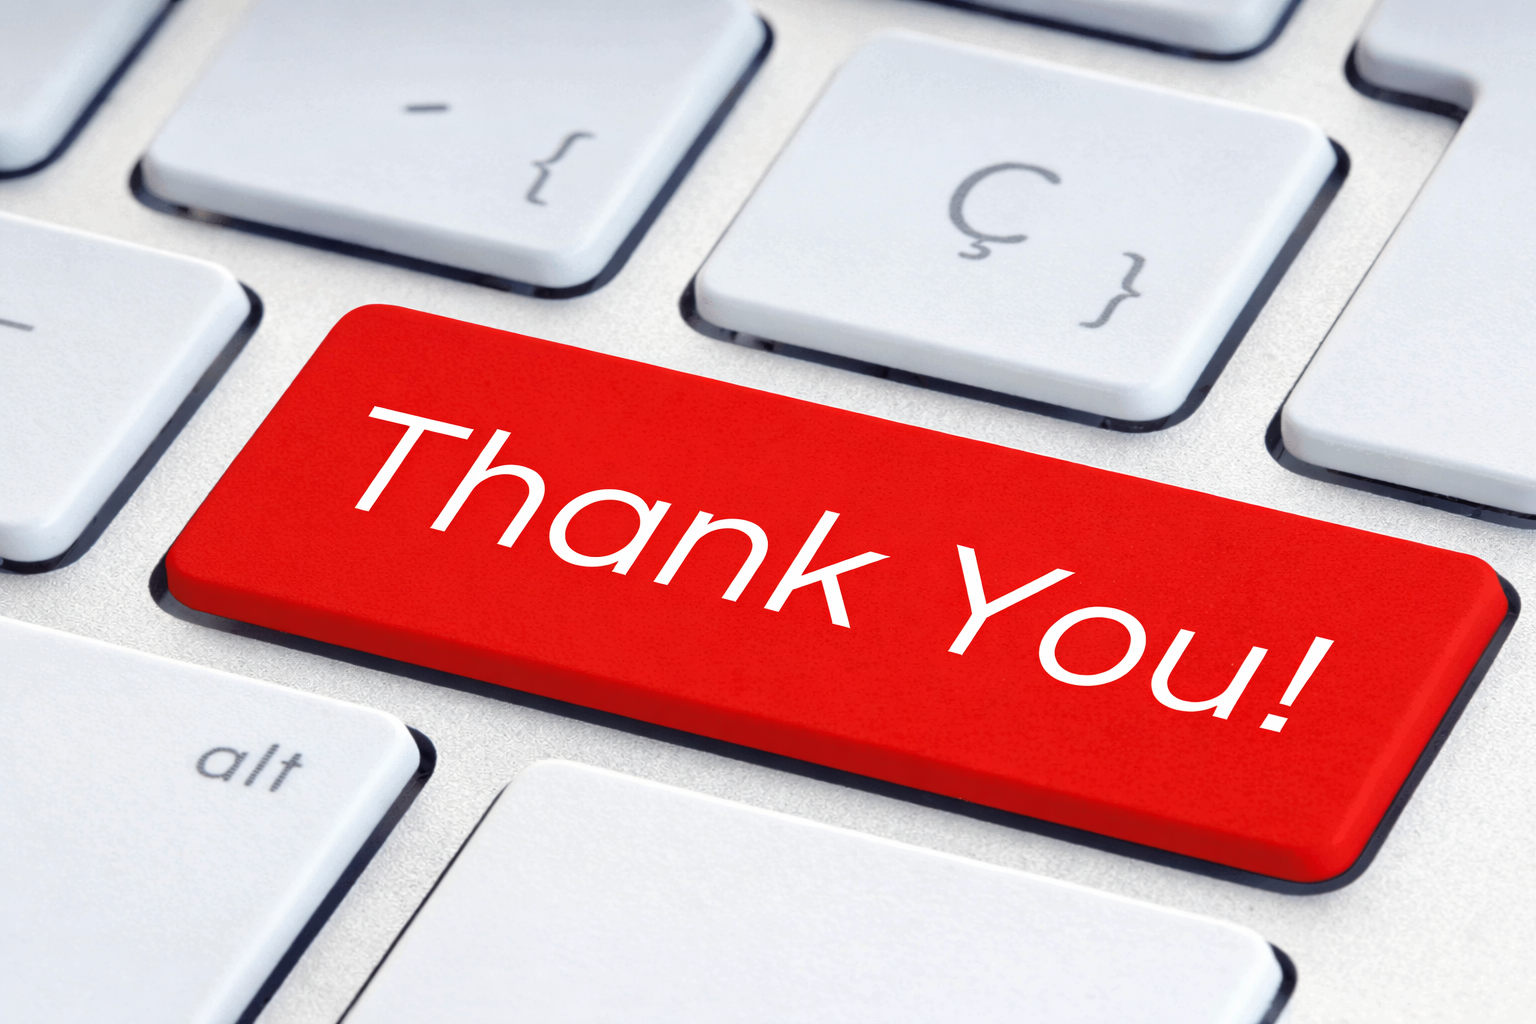 ´ {
Ç }
Thank You!
alt